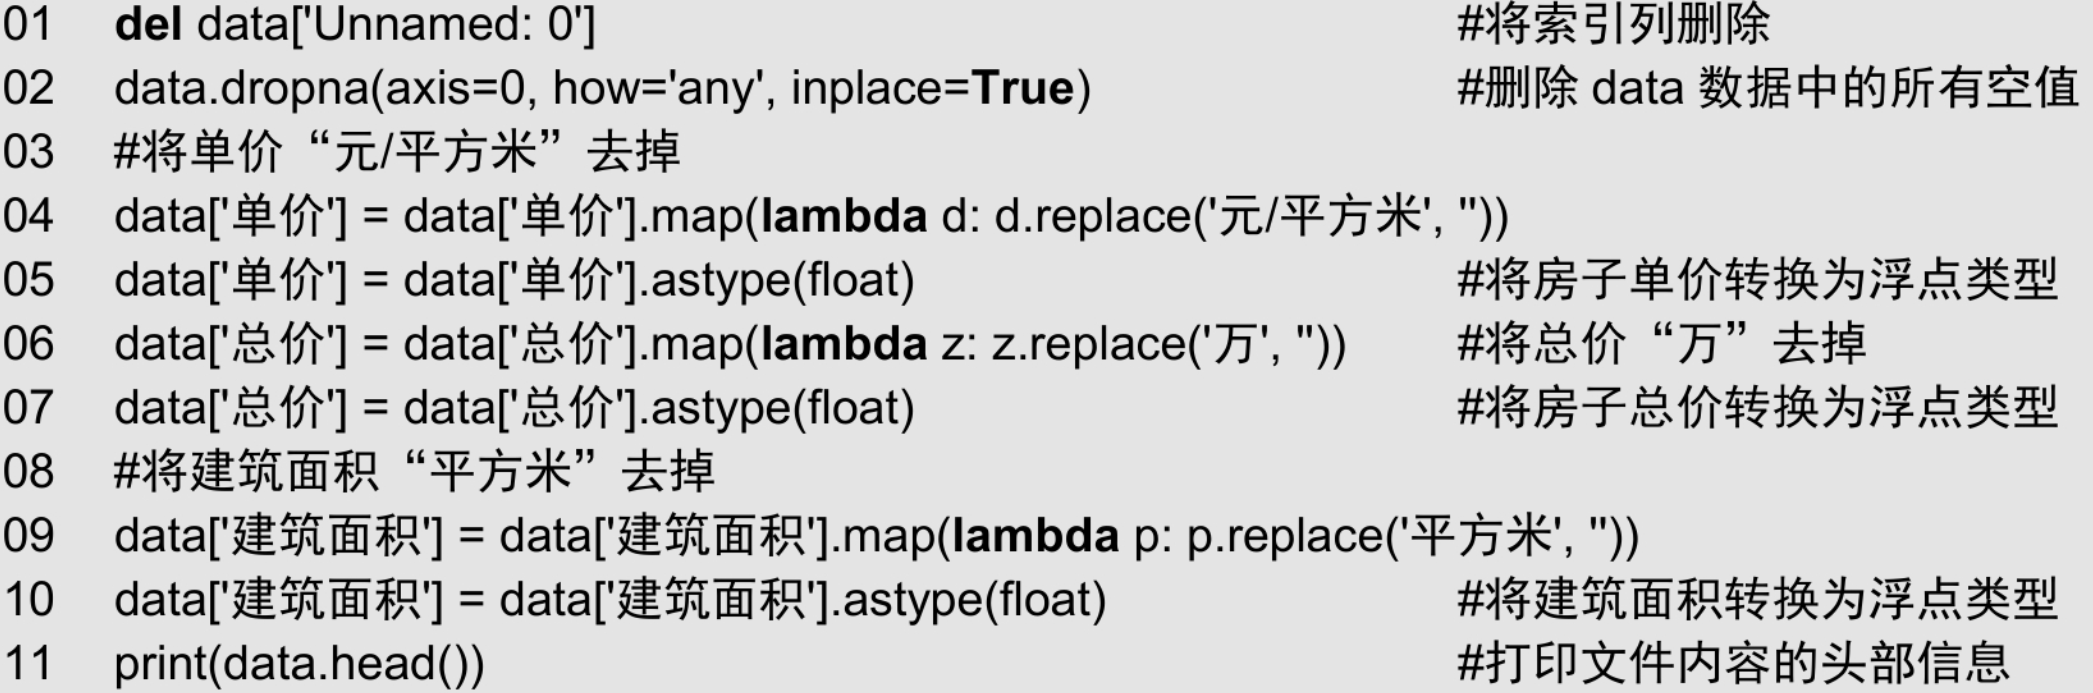 01 del data['Unnamed: 0'] #将索引列删除
02 data.dropna(axis=0, how='any', inplace=True) #删除 data 数据中的所有空值
03 #将单价“元/平方米”去掉
04 data['单价'] = data['单价'].map(lambda d: d.replace('元/平方米', ''))
05 data['单价'] = data['单价'].astype(float) #将房子单价转换为浮点类型
06 data['总价'] = data['总价'].map(lambda z: z.replace('万', '')) #将总价“万”去掉
07 data['总价'] = data['总价'].astype(float) #将房子总价转换为浮点类型
08 #将建筑面积“平方米”去掉
09 data['建筑面积'] = data['建筑面积'].map(lambda p: p.replace('平方米', ''))
10 data['建筑面积'] = data['建筑面积'].astype(float) #将建筑面积转换为浮点类型
11 print(data.head()) #打印文件内容的头部信息